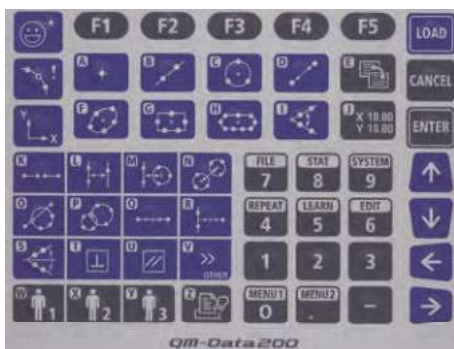 F1 F2 F3 F4 F5 LOAD
A B C D E CANCEL
Y X F G H I J X 10.00 Y 10.00 ENTER
K L M N FILE 7 STAT 8 SYSTEM 9
O P Q R REPEAT 4 LEARN 5 EDIT 6
S T U V OTHER 1 2 3
W 1 X 2 Y 3 Z MENU1 0 MENU2 . −
QM-Data200